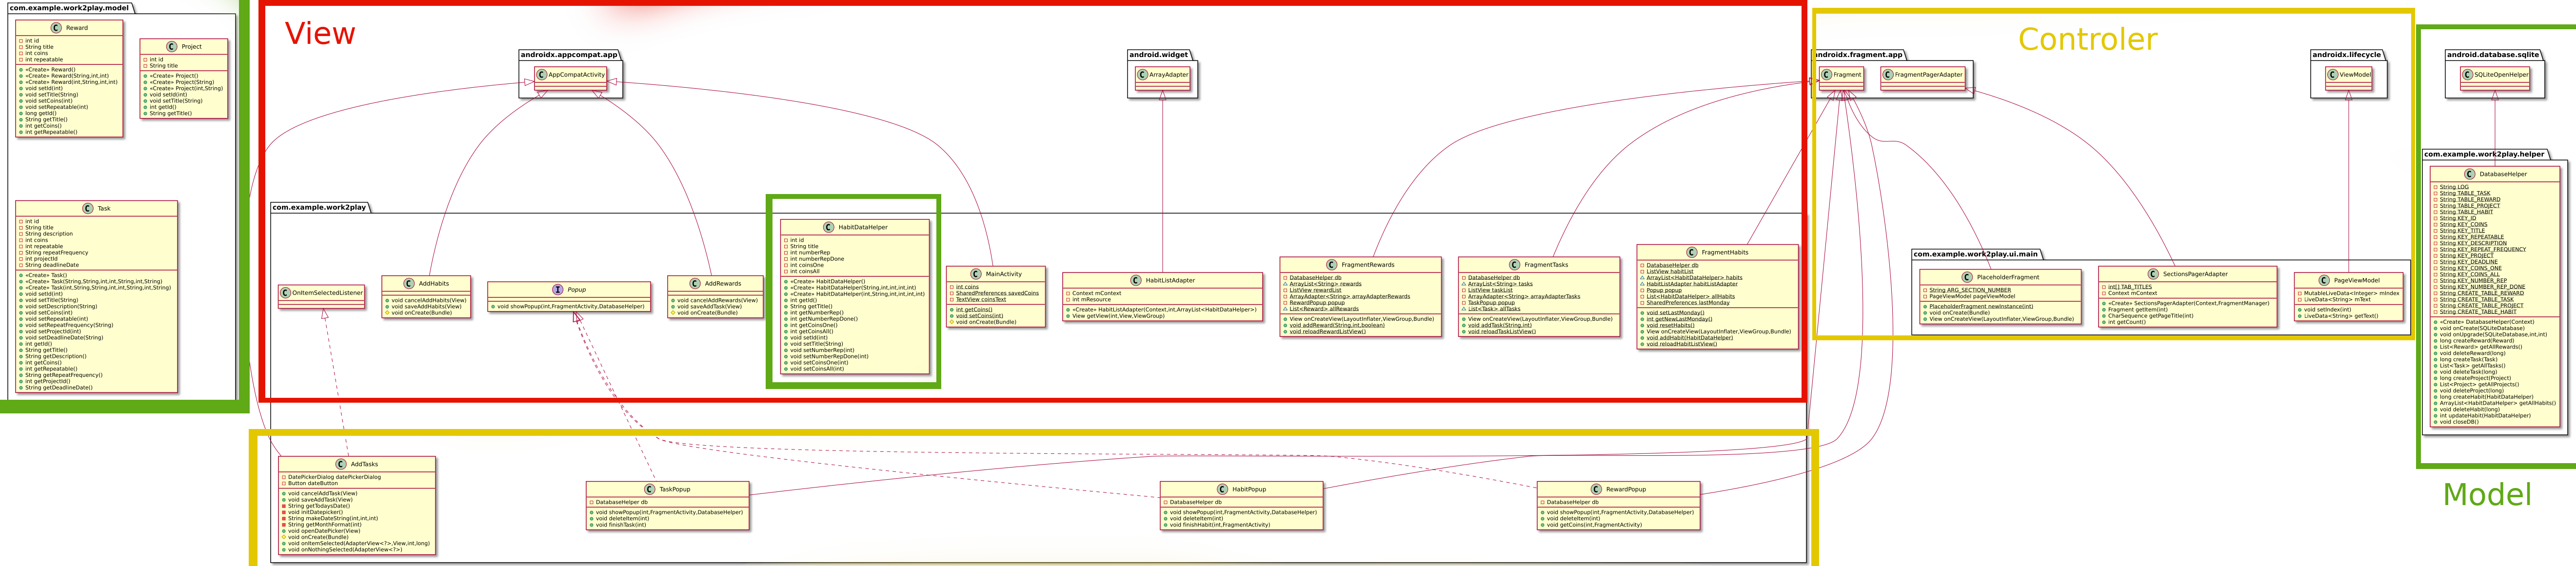 com.example.work2play.model
Reward
int id
String title
int coins
int repeatable
«Create» Reward()
«Create» Reward(String,int,int)
«Create» Reward(int,String,int,int)
void setId(int)
void setTitle(String)
void setCoins(int)
void setRepeatable(int)
long getId()
String getTitle()
int getCoins()
int getRepeatable()
Project
int id
String title
«Create» Project()
«Create» Project(String)
«Create» Project(int,String)
void setId(int)
void setTitle(String)
int getId()
String getTitle()
Task
int id
String title
String description
int coins
int repeatable
String repeatFrequency
int projectId
String deadlineDate
«Create» Task()
«Create» Task(String,String,int,int,String,int,String)
«Create» Task(int,String,String,int,int,String,int,String)
void setId(int)
void setTitle(String)
void setDescription(String)
void setCoins(int)
void setRepeatable(int)
void setRepeatFrequency(String)
void setProjectId(int)
void setDeadlineDate(String)
int getId()
String getTitle()
String getDescription()
int getCoins()
int getRepeatable()
String getRepeatFrequency()
int getProjectId()
String getDeadlineDate()
View
androidx.appcompat.app
AppCompatActivity
android.widget
ArrayAdapter
com.example.work2play
OnItemSelectedListener
AddHabits
void cancelAddHabits(View)
void saveAddHabits(View)
void onCreate(Bundle)
Popup
void showPopup(int,FragmentActivity,DatabaseHelper)
AddRewards
void cancelAddRewards(View)
void saveAddTask(View)
void onCreate(Bundle)
HabitDataHelper
int id
String title
int numberRep
int numberRepDone
int coinsOne
int coinsAll
«Create» HabitDataHelper()
«Create» HabitDataHelper(String,int,int,int,int)
«Create» HabitDataHelper(int,String,int,int,int,int)
int getId()
String getTitle()
int getNumberRep()
int getNumberRepDone()
int getCoinsOne()
int getCoinsAll()
void setId(int)
void setTitle(String)
void setNumberRep(int)
void setNumberRepDone(int)
void setCoinsOne(int)
void setCoinsAll(int)
MainActivity
int coins
SharedPreferences savedCoins
TextView coinsText
int getCoins()
void setCoins(int)
void onCreate(Bundle)
HabitListAdapter
Context mContext
int mResource
«Create» HabitListAdapter(Context,int,ArrayList<HabitDataHelper>)
View getView(int,View,ViewGroup)
FragmentRewards
DatabaseHelper db
ArrayList<String> rewards
ListView rewardList
ArrayAdapter<String> arrayAdapterRewards
RewardPopup popup
List<Reward> allRewards
View onCreateView(LayoutInflater,ViewGroup,Bundle)
void addReward(String,int,boolean)
void reloadRewardListView()
FragmentTasks
DatabaseHelper db
ArrayList<String> tasks
ListView taskList
ArrayAdapter<String> arrayAdapterTasks
TaskPopup popup
List<Task> allTasks
View onCreateView(LayoutInflater,ViewGroup,Bundle)
void addTask(String,int)
void reloadTaskListView()
FragmentHabits
DatabaseHelper db
ListView habitList
ArrayList<HabitDataHelper> habits
HabitListAdapter habitListAdapter
Popup popup
List<HabitDataHelper> allHabits
SharedPreferences lastMonday
void setLastMonday()
int getNewLastMonday()
void resetHabits()
View onCreateView(LayoutInflater,ViewGroup,Bundle)
void addHabit(HabitDataHelper)
void reloadHabitListView()
AddTasks
DatePickerDialog datePickerDialog
Button dateButton
void cancelAddTask(View)
void saveAddTask(View)
String getTodaysDate()
void initDatepicker()
String makeDateString(int,int,int)
String getMonthFormat(int)
void openDatePicker(View)
void onCreate(Bundle)
void onItemSelected(AdapterView<?>,View,int,long)
void onNothingSelected(AdapterView<?>)
TaskPopup
DatabaseHelper db
void showPopup(int,FragmentActivity,DatabaseHelper)
void deleteItem(int)
void finishTask(int)
HabitPopup
DatabaseHelper db
void showPopup(int,FragmentActivity,DatabaseHelper)
void deleteItem(int)
void finishHabit(int,FragmentActivity)
RewardPopup
DatabaseHelper db
void showPopup(int,FragmentActivity,DatabaseHelper)
void deleteItem(int)
void getCoins(int,FragmentActivity)
Controler
androidx.fragment.app
Fragment
FragmentPagerAdapter
androidx.lifecycle
ViewModel
com.example.work2play.ui.main
PlaceholderFragment
String ARG_SECTION_NUMBER
PageViewModel pageViewModel
PlaceholderFragment newInstance(int)
void onCreate(Bundle)
View onCreateView(LayoutInflater,ViewGroup,Bundle)
SectionsPagerAdapter
int[] TAB_TITLES
Context mContext
«Create» SectionsPagerAdapter(Context,FragmentManager)
Fragment getItem(int)
CharSequence getPageTitle(int)
int getCount()
PageViewModel
MutableLiveData<Integer> mIndex
LiveData<String> mText
void setIndex(int)
LiveData<String> getText()
android.database.sqlite
SQLiteOpenHelper
com.example.work2play.helper
DatabaseHelper
String LOG
String TABLE_TASK
String TABLE_REWARD
String TABLE_PROJECT
String TABLE_HABIT
String KEY_ID
String KEY_COINS
String KEY_TITLE
String KEY_REPEATABLE
String KEY_DESCRIPTION
String KEY_REPEAT_FREQUENCY
String KEY_PROJECT
String KEY_DEADLINE
String KEY_COINS_ONE
String KEY_COINS_ALL
String KEY_NUMBER_REP
String KEY_NUMBER_REP_DONE
String CREATE_TABLE_REWARD
String CREATE_TABLE_TASK
String CREATE_TABLE_PROJECT
String CREATE_TABLE_HABIT
«Create» DatabaseHelper(Context)
void onCreate(SQLiteDatabase)
void onUpgrade(SQLiteDatabase,int,int)
long createReward(Reward)
List<Reward> getAllRewards()
void deleteReward(long)
long createTask(Task)
List<Task> getAllTasks()
void deleteTask(long)
long createProject(Project)
List<Project> getAllProjects()
void deleteProject(long)
long createHabit(HabitDataHelper)
ArrayList<HabitDataHelper> getAllHabits()
void deleteHabit(long)
int updateHabit(HabitDataHelper)
void closeDB()
Model